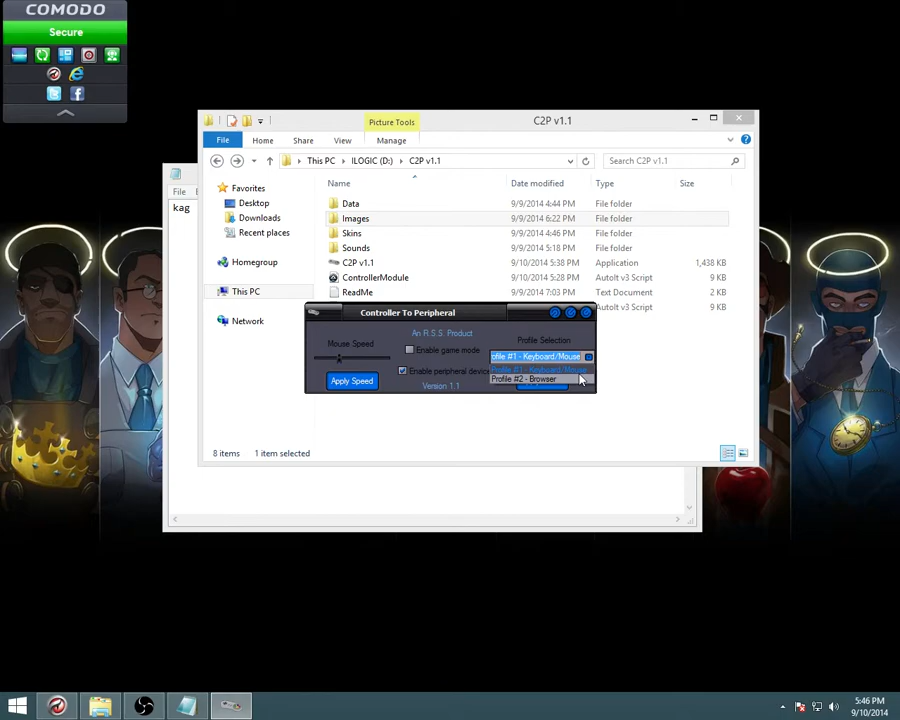 COMODO
Secure
Picture Tools
C2P v1.1
File
Home
Share
View
Manage
This PC
ILOGIC (D:)
C2P v1.1
Search C2P v1.1
File
kag
Favorites
Desktop
Downloads
Recent places
Homegroup
This PC
Network
Name
Date modified
Type
Size
Data
9/9/2014 4:44 PM
File folder
Images
9/9/2014 6:22 PM
File folder
Skins
9/9/2014 4:46 PM
File folder
Sounds
9/9/2014 5:18 PM
File folder
C2P v1.1
9/10/2014 5:38 PM
Application
1,438 KB
ControllerModule
9/10/2014 5:28 PM
AutoIt v3 Script
9 KB
ReadMe
9/9/2014 7:03 PM
Text Document
2 KB
AutoIt v3 Script
9 KB
Controller To Peripheral
An R.S.S. Product
Mouse Speed
Enable game mode
Profile Selection
ofile #1 - Keyboard/Mouse
Enable peripheral device
Profile #1 - Keyboard/Mouse
Profile #2 - Browser
Apply Speed
Version 1.1
8 items
1 item selected
5:46 PM
9/10/2014